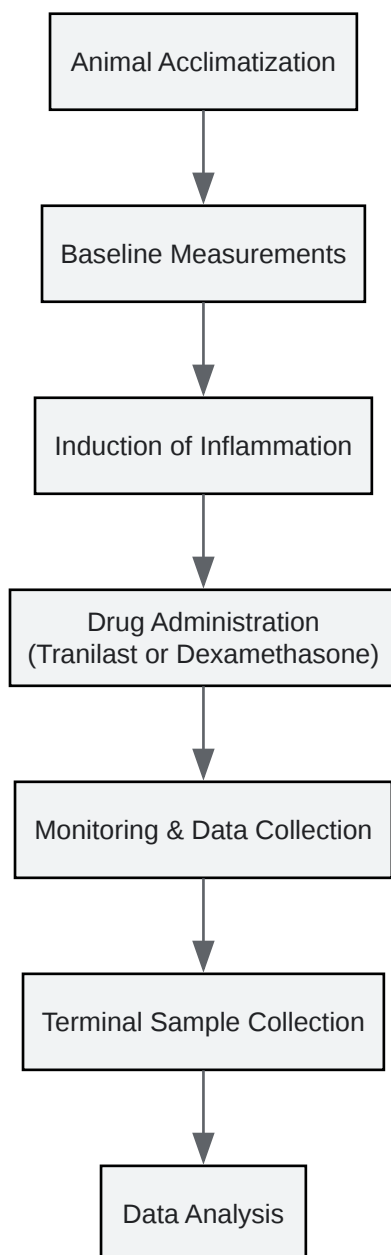 Animal Acclimatization
Baseline Measurements
Induction of Inflammation
Drug Administration
(Tranilast or Dexamethasone)
Monitoring & Data Collection
Terminal Sample Collection
Data Analysis